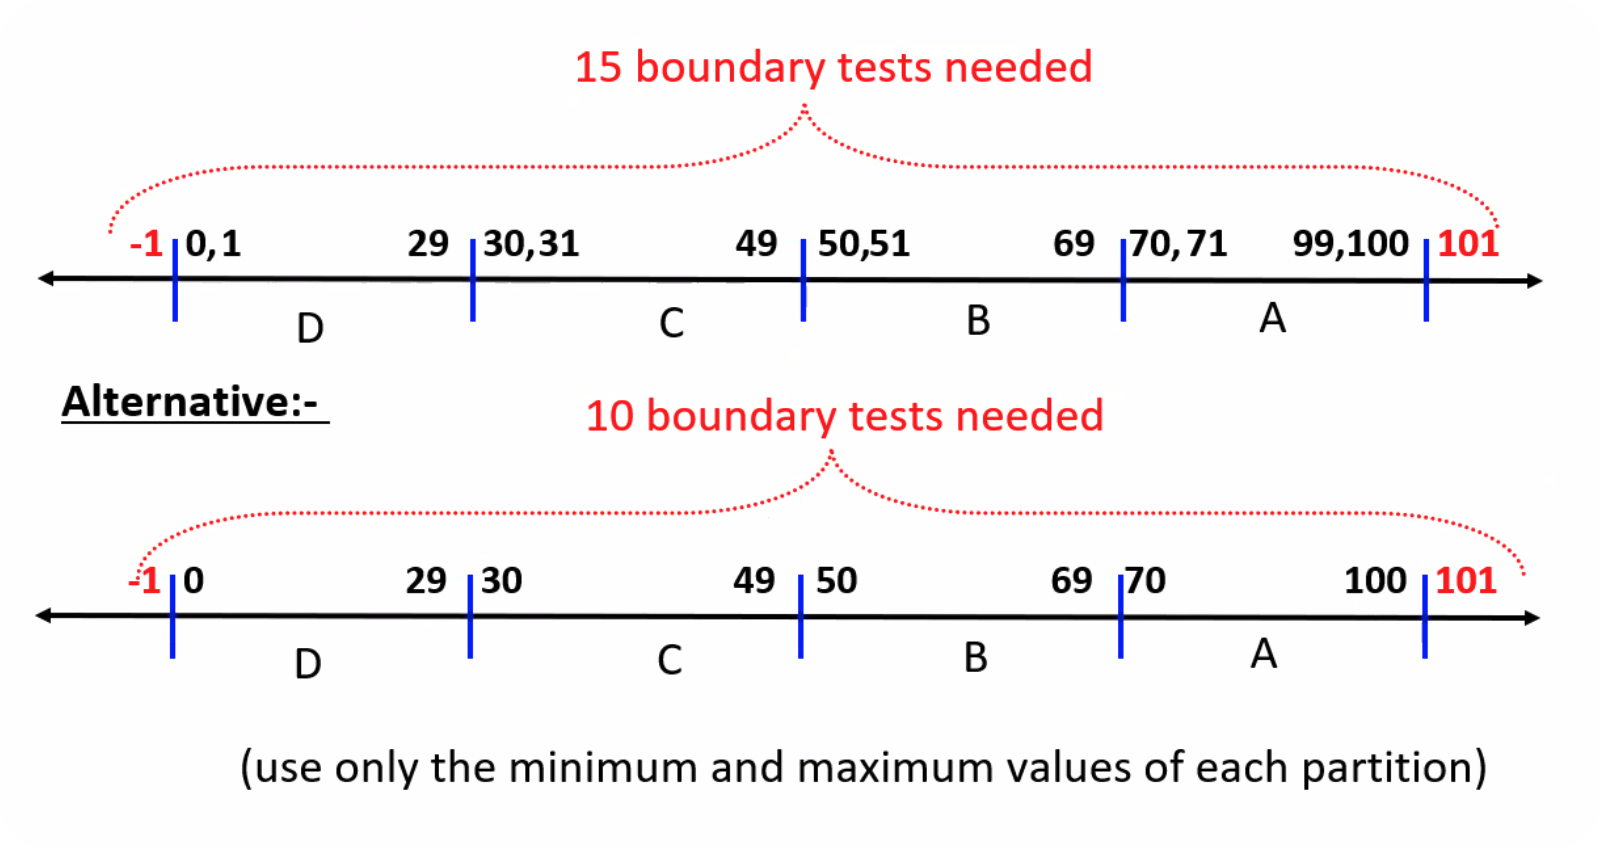 15 boundary tests needed
-1 0,1 29 30,31 49 50,51 69 70,71 99,100 101
D C B A
Alternative:-
10 boundary tests needed
-1 0 29 30 49 50 69 70 100 101
D C B A
(use only the minimum and maximum values of each partition)